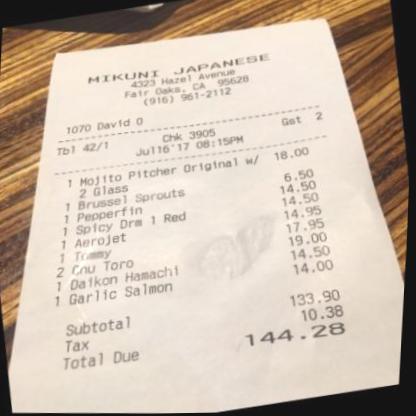 MIKUNI JAPANESE
4323 Hazel Avenue
Fair Oaks, CA 95628
(916) 961-2112
1070 David O
Tbl 42/1 Chk 3905 Gst 2
Jul16'17 08:15PM
1 Mojito Pitcher Original w/ 18.00
2 Glass
1 Brussel Sprouts 6.50
1 Pepperfin 14.50
1 Spicy Drm 1 Red 14.50
1 Aerojet 14.95
1 Tommy 17.95
2 Chu Toro 19.00
1 Daikon Hamachi 14.50
1 Garlic Salmon 14.00
Subtotal 133.90
Tax 10.38
Total Due 144.28